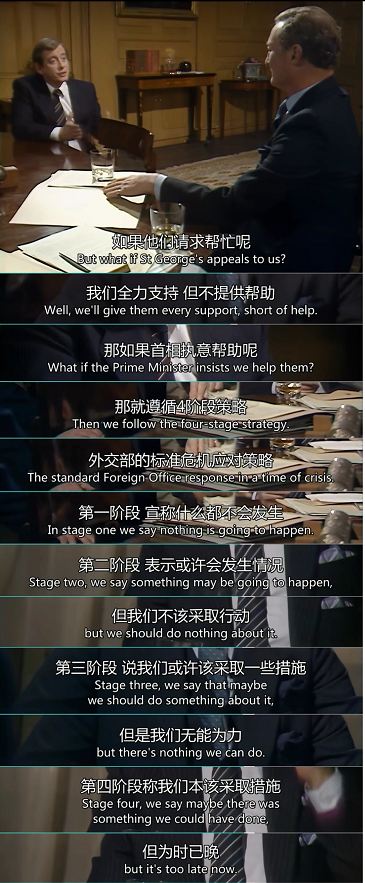 如果他们请求帮忙呢
But what if St George's appeals to us?
我们全力支持 但不提供帮助
Well, we'll give them every support, short of help.
那如果首相执意帮助呢
What if the Prime Minister insists we help them?
那就遵循4阶段策略
Then we follow the four-stage strategy.
外交部的标准危机应对策略
The standard Foreign Office response in a time of crisis.
第一阶段 宣称什么都不会发生
In stage one we say nothing is going to happen.
第二阶段 表示或许会发生情况
Stage two, we say something may be going to happen,
但我们不该采取行动
but we should do nothing about it.
第三阶段 说我们或许该采取一些措施
Stage three, we say that maybe
we should do something about it,
但是我们无能为力
but there's nothing we can do.
第四阶段称我们本该采取措施
Stage four, we say maybe there was
something we could have done,
但为时已晚
but it's too late now.